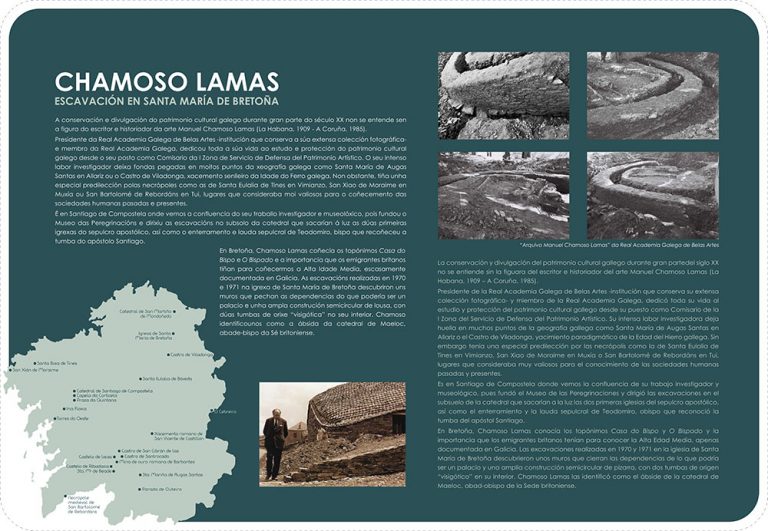 CHAMOSO LAMAS
ESCAVACIÓN EN SANTA MARÍA DE BRETOÑA
A conservación e divulgación do patrimonio cultural galego durante gran parte do século XX non se entende sen
a figura do escritor e historiador da arte Manuel Chamoso Lamas (La Habana, 1909 - A Coruña, 1985).
Presidente da Real Academia Galega de Belas Artes -institución que conserva a súa extensa colección fotográfica-
e membro da Real Academia Galega, dedicou toda a súa vida ao estudo e protección do patrimonio cultural
galego desde o seu posto como Comisario da I Zona de Servicio de Defensa del Patrimonio Artístico. O seu intenso
labor investigador deixa fondas pegadas en moitos puntos da xeografía galega como Santa María de Augas
Santas en Allariz ou o Castro de Viladonga, xacemento senlleiro da Idade do Ferro galega. Non obstante, tiña unha
especial predilección polas necrópoles como as de Santa Eulalia de Tines en Vimianzo, San Xiao de Moraime en
Muxía ou San Bartolomé de Rebordáns en Tui, lugares que consideraba moi valiosos para o coñecemento das
sociedades humanas pasadas e presentes.
É en Santiago de Compostela onde vemos a confluencia do seu traballo investigador e museolóxico, pois fundou o
Museo das Peregrinacións e dirixiu as escavacións no subsolo da catedral que sacarían á luz as dúas primeiras
igrexas do sepulcro apostólico, así como o enterramento e lauda sepulcral de Teodomiro, bispo que recoñeceu a
tumba do apóstolo Santiago.
En Bretoña, Chamoso Lamas coñecía os topónimos Casa do
Bispo e O Bispado e a importancia que os emigrantes britanos
tiñan para coñecermos a Alta Idade Media, escasamente
documentada en Galicia. As escavacións realizadas en 1970
e 1971 na igrexa de Santa María de Bretoña descubriron uns
muros que pechan as dependencias do que podería ser un
palacio e unha ampla construción semicircular de lousa, con
dúas tumbas de orixe "visigótica" no seu interior. Chamoso
identificounos como a ábsida da catedral de Maeloc,
abade-bispo da Sé britoniense.
Catedral de San Martiño
de Mondoñedo
Igrexa de Santa
María de Bretoña
Castro de Viladonga
Santa Baia de Tines
San Xián de Moraime
Santa Eulalia de Bóveda
Catedral de Santiago de Compostela
Capela da Corticela
Praza da Quintana
Iria Flavia
Torres do Oeste
O Cebreiro
Xacemento romano de
San Vicente de Castillón
Castro de San Cibrán de Las
Castro de Santomado
Mina de ouro romana de Barbantes
Castelo de Ribadavia
Sta. Mª de Beade
Sta. Mariña de Augas Santas
"Arquivo Manuel Chamoso Lamas" da Real Academia Galega de Belas Artes
La conservación y divulgación del patrimonio cultural gallego durante gran partedel siglo XX
no se entiende sin la figura del escritor e historiador del arte Manuel Chamoso Lamas (La
Habana, 1909 – A Coruña, 1985).
Presidente de la Real Academia Galega de Belas Artes -institución que conserva su extensa
colección fotográfica- y miembro de la Real Academia Galega, dedicó toda su vida al
estudio y protección del patrimonio cultural gallego desde su puesto como Comisario de la
I Zona del Servicio de Defensa del Patrimonio Artístico. Su intensa labor investigadora deja
huella en muchos puntos de la geografía gallega como Santa María de Augas Santas en
Allariz o el Castro de Viladonga, yacimiento paradigmático de la Edad del Hierro gallego. Sin
embargo tenía una especial predilección por las necrópolis como la de Santa Eulalia de
Tines en Vimianzo, San Xiao de Moraime en Muxía o San Bartolomé de Rebordáns en Tui,
lugares que consideraba muy valiosos para el conocimiento de las sociedades humanas
pasadas y presentes.
Es en Santiago de Compostela donde vemos la confluencia de su trabajo investigador y
museológico, pues fundó el Museo de las Peregrinaciones y dirigió las excavaciones en el
subsuelo de la catedral que sacarían a la luz las dos primeras iglesias del sepulcro apostólico,
así como el enterramiento y la lauda sepulcral de Teodomiro, obispo que reconoció la
tumba del apóstol Santiago.
En Bretoña, Chamoso Lamas conocía los topónimos Casa do Bispo y O Bispado y la
importancia que los emigrantes britanos tenían para conocer la Alta Edad Media, apenas
documentada en Galicia. Las excavaciones realizadas en 1970 y 1971 en la iglesia de Santa
María de Bretoña descubrieron unos muros que cierran las dependencias de lo que podría
ser un palacio y una amplia construcción semicircular de pizarra, con dos tumbas de origen
"visigótico" en su interior. Chamoso Lamas las identificó como el ábside de la catedral de
Maeloc, abad-obispo de la Sede britoniense.
Necrópole
medieval de
San Bartolomé
de Rebordáns